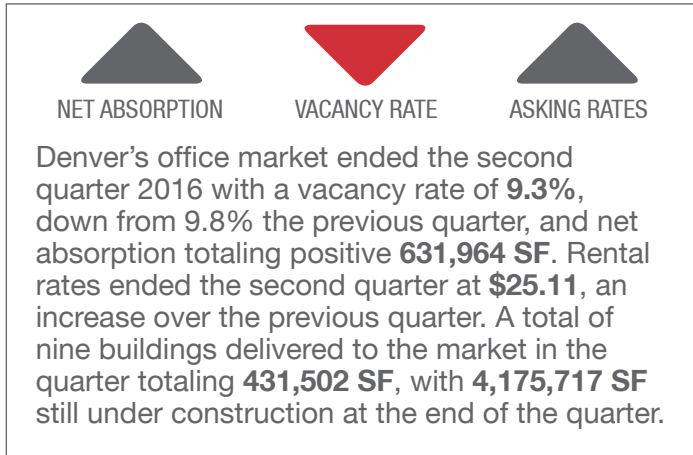 NET ABSORPTION VACANCY RATE ASKING RATES
Denver’s office market ended the second
quarter 2016 with a vacancy rate of 9.3%,
down from 9.8% the previous quarter, and net
absorption totaling positive 631,964 SF. Rental
rates ended the second quarter at $25.11, an
increase over the previous quarter. A total of
nine buildings delivered to the market in the
quarter totaling 431,502 SF, with 4,175,717 SF
still under construction at the end of the quarter.